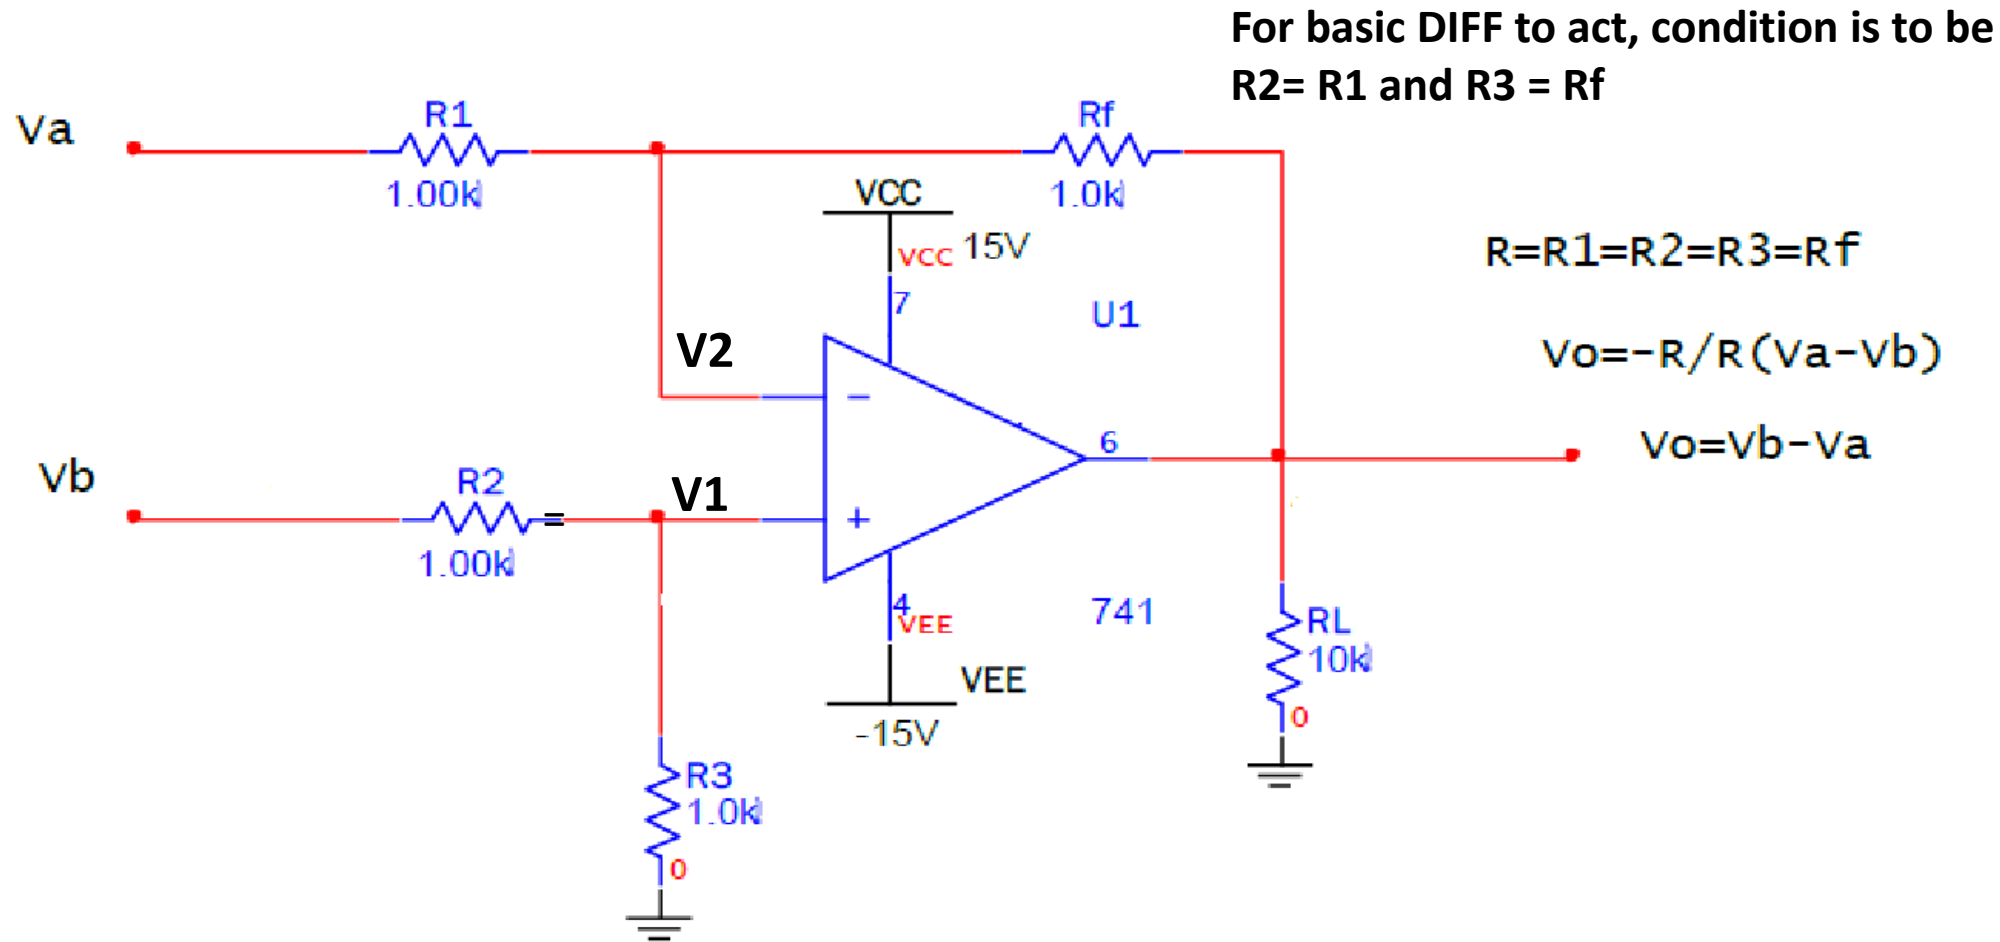 For basic DIFF to act, condition is to be
R2= R1 and R3 = Rf
Va
R1
1.00k
Rf
1.0k
VCC
VCC 15V
7
U1
R=R1=R2=R3=Rf
V2
-
Vo=-R/R(Va-Vb)
6
Vo=Vb-Va
Vb
R2
=
1.00k
V1
+
4
VEE
741
VEE
-15V
RL
10k
0
R3
1.0k
0